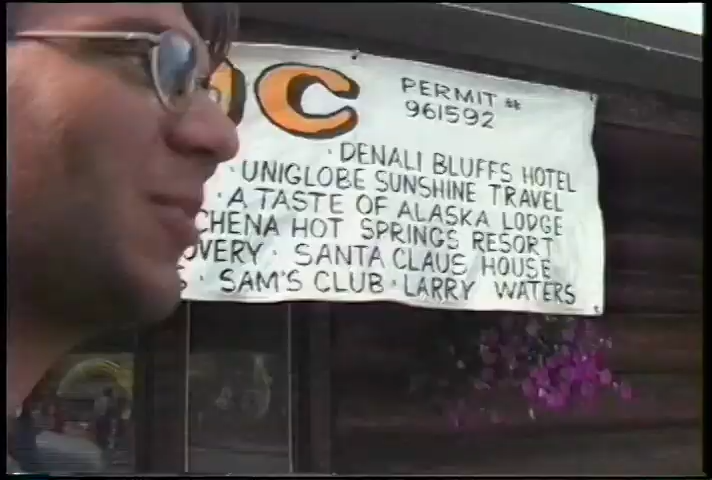 C
PERMIT #
961592
· DENALI BLUFFS HOTEL
· UNIGLOBE SUNSHINE TRAVEL
· A TASTE OF ALASKA LODGE
CHENA HOT SPRINGS RESORT
OVERY · SANTA CLAUS HOUSE
S · SAM'S CLUB · LARRY WATERS